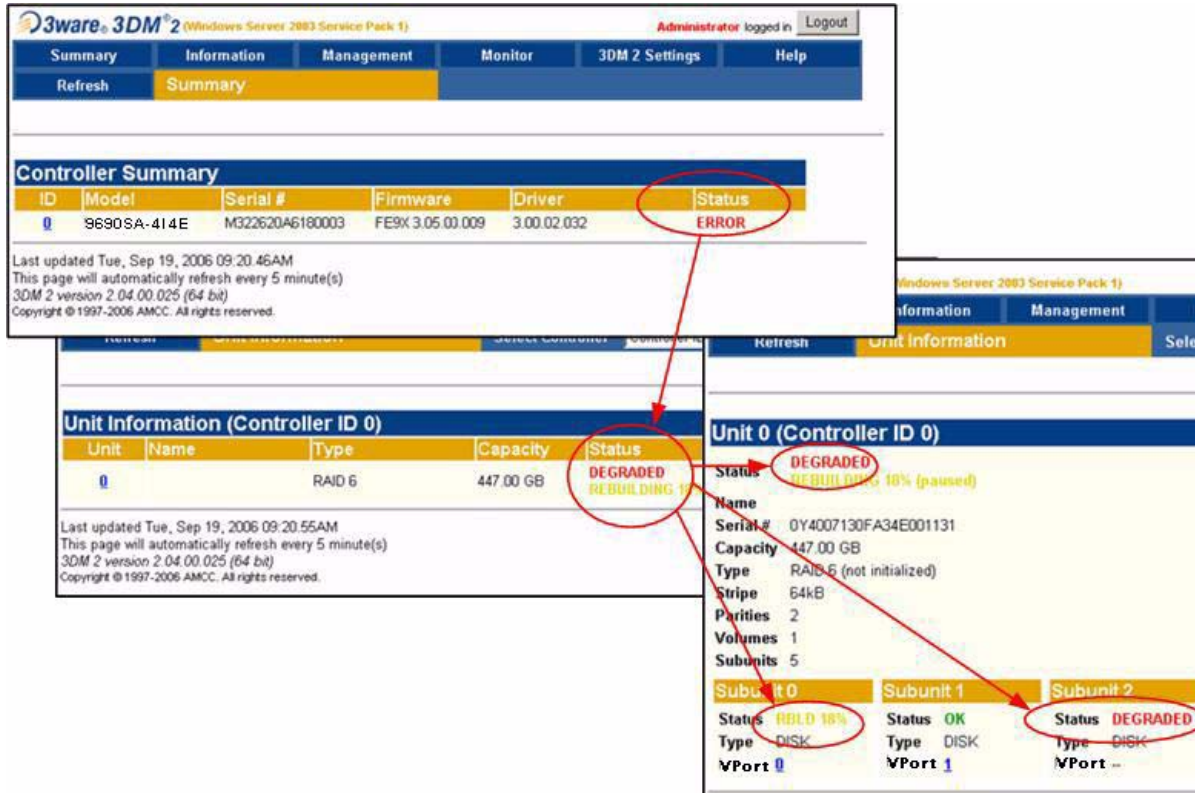 3ware® 3DM®2 (Windows Server 2003 Service Pack 1) Administrator logged in Logout
Summary Information Management Monitor 3DM 2 Settings Help
Refresh Summary
Controller Summary
ID Model Serial # Firmware Driver Status
0 9690SA-4I4E M322620A6180003 FE9X 3.05.00.009 3.00.02.032 ERROR
Last updated Tue, Sep 19, 2006 09:20.46AM
This page will automatically refresh every 5 minute(s)
3DM 2 version 2.04.00.025 (64 bit)
Copyright © 1997-2006 AMCC. All rights reserved.
Refresh Unit Information Select Controller
Unit Information (Controller ID 0)
Unit Name Type Capacity Status
0 RAID 6 447.00 GB DEGRADED
REBUILDING 18%
Last updated Tue, Sep 19, 2006 09:20.55AM
This page will automatically refresh every 5 minute(s)
3DM 2 version 2.04.00.025 (64 bit)
Copyright © 1997-2006 AMCC. All rights reserved.
Windows Server 2003 Service Pack 1)
nformation Management
Refresh Unit Information Sele
Unit 0 (Controller ID 0)
Status DEGRADED
REBUILDING 18% (paused)
Name
Serial # 0Y4007130FA34E001131
Capacity 447.00 GB
Type RAID 6 (not initialized)
Stripe 64kB
Parities 2
Volumes 1
Subunits 5
Subunit 0 Subunit 1 Subunit 2
Status RBLD 18% Status OK Status DEGRADED
Type DISK Type DISK Type DISK
VPort 0 VPort 1 VPort --